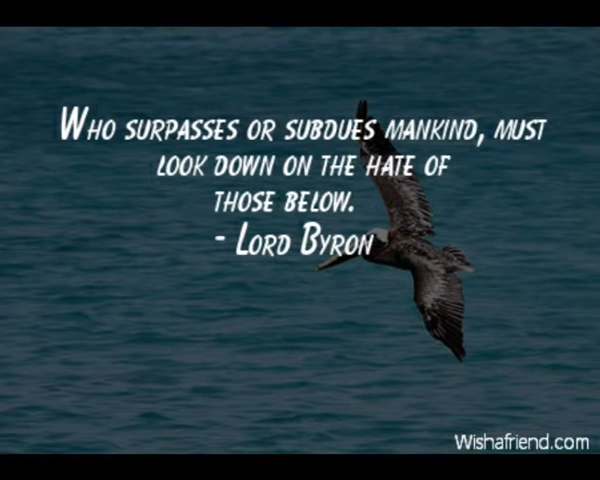 Who surpasses or subdues mankind, must
look down on the hate of
those below.
- Lord Byron
Wishafriend.com